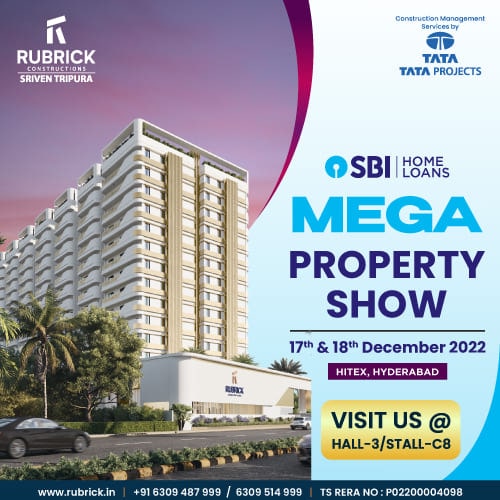 RUBRICK
CONSTRUCTIONS
SRIVEN TRIPURA
Construction Management
Services by
TATA
TATA PROJECTS
SBI | HOME LOANS
MEGA
PROPERTY
SHOW
17th & 18th December 2022
HITEX, HYDERABAD
RUBRICK
VISIT US @
HALL-3/STALL-C8
www.rubrick.in | +91 6309 487 999 / 6309 514 999 | TS RERA NO : P02200004098